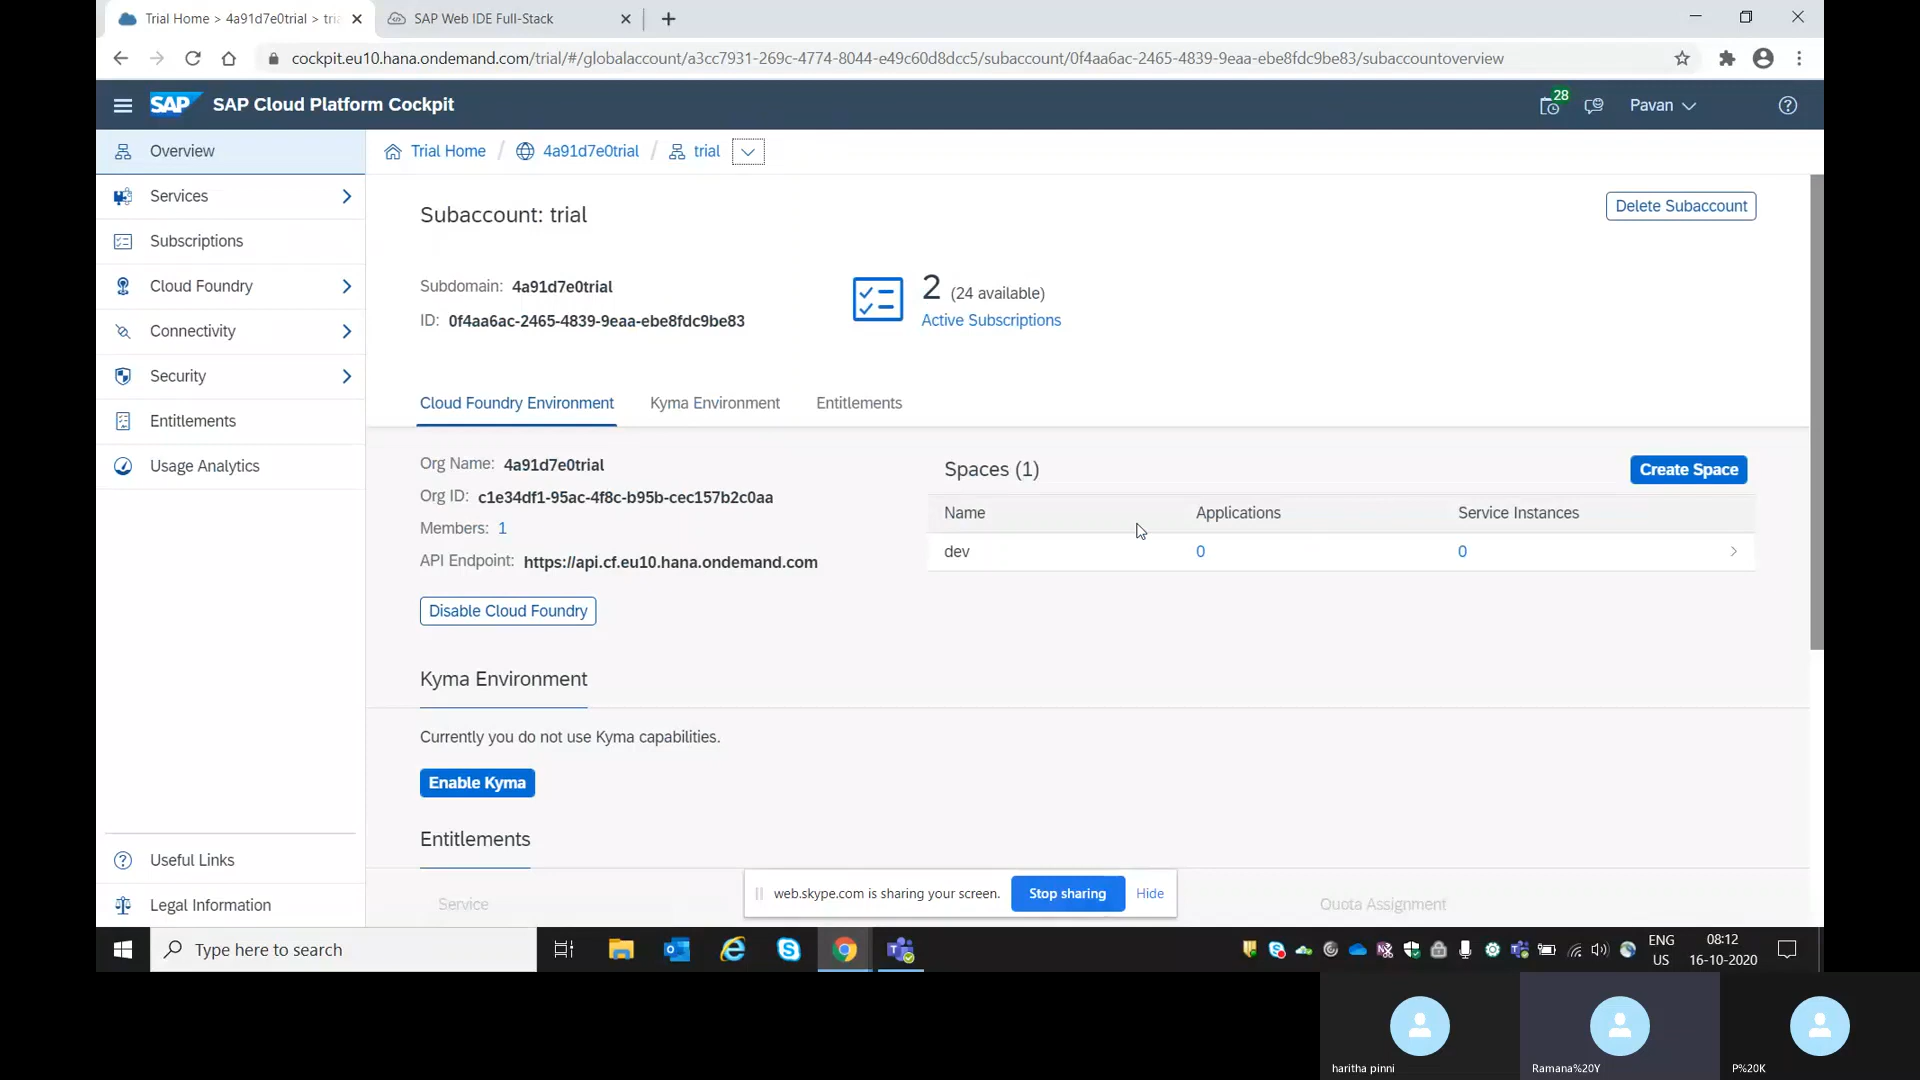 Trial Home > 4a91d7e0trial > tria
SAP Web IDE Full-Stack
cockpit.eu10.hana.ondemand.com/trial/#/globalaccount/a3cc7931-269c-4774-8044-e49c60d8dcc5/subaccount/0f4aa6ac-2465-4839-9eaa-ebe8fdc9be83/subaccountoverview
SAP SAP Cloud Platform Cockpit
28
Pavan
Overview
Services
Subscriptions
Cloud Foundry
Connectivity
Security
Entitlements
Usage Analytics
Useful Links
Legal Information
Trial Home / 4a91d7e0trial / trial
Subaccount: trial
Delete Subaccount
Subdomain: 4a91d7e0trial
ID: 0f4aa6ac-2465-4839-9eaa-ebe8fdc9be83
2 (24 available)
Active Subscriptions
Cloud Foundry Environment
Kyma Environment
Entitlements
Org Name: 4a91d7e0trial
Org ID: c1e34df1-95ac-4f8c-b95b-cec157b2c0aa
Members: 1
API Endpoint: https://api.cf.eu10.hana.ondemand.com
Disable Cloud Foundry
Spaces (1)
Create Space
Name Applications Service Instances
dev 0 0
Kyma Environment
Currently you do not use Kyma capabilities.
Enable Kyma
Entitlements
Service
Quota Assignment
web.skype.com is sharing your screen.
Stop sharing
Hide
Type here to search
ENG
US
08:12
16-10-2020
haritha pinni
Ramana%20Y
P%20K